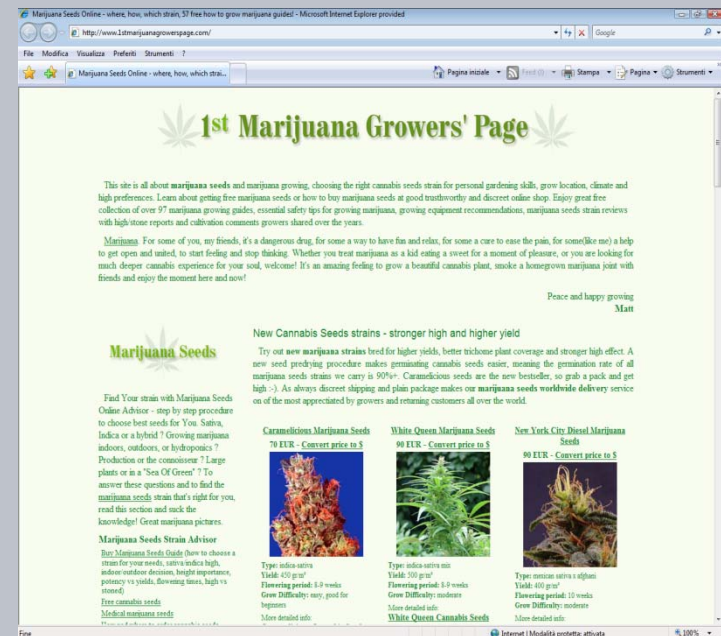 Marijuana Seeds Online - where, how, which strain, 57 free how to grow marijuana guides! - Microsoft Internet Explorer provided
http://www.1stmarijuanagrowerspage.com/
Google
File Modifica Visualizza Preferiti Strumenti ?
Marijuana Seeds Online - where, how, which strai...
Pagina iniziale Feed (J) Stampa Pagina Strumenti
1st Marijuana Growers' Page
This site is all about marijuana seeds and marijuana growing, choosing the right cannabis seeds strain for personal gardening skills, grow location, climate and
high preferences. Learn about getting free marijuana seeds or how to buy marijuana seeds at good trusthworthy and discreet online shop. Enjoy great free
collection of over 97 marijuana growing guides, essential safety tips for growing marijuana, growing equipment recommendations, marijuana seeds strain reviews
with high/stone reports and cultivation comments growers shared over the years.
Marijuana. For some of you, my friends, it's a dangerous drug, for some a way to have fun and relax, for some a cure to ease the pain, for some(like me) a help
to get open and united, to start feeling and stop thinking. Whether you treat marijuana as a kid eating a sweet for a moment of pleasure, or you are looking for
much deeper cannabis experience for your soul, welcome! It's an amazing feeling to grow a beautiful cannabis plant, smoke a homegrown marijuana joint with
friends and enjoy the moment here and now!
Peace and happy growing
Matt
Marijuana Seeds
Find Your strain with Marijuana Seeds
Online Advisor - step by step procedure
to choose best seeds for You. Sativa,
Indica or a hybrid ? Growing marijuana
indoors, outdoors, or hydroponics ?
Production or the connoisseur ? Large
plants or in a "Sea Of Green" ? To
answer these questions and to find the
marijuana seeds strain that's right for you,
read this section and suck the
knowledge! Great marijuana pictures.
Marijuana Seeds Strain Advisor
Buy Marijuana Seeds Guide (how to choose a
strain for your needs, sativa/indica high,
indoor/outdoor decision, height importance,
potency vs yields, flowering times, high vs
stoned)
Free cannabis seeds
Medical marijuana seeds
New Cannabis Seeds strains - stronger high and higher yield
Try out new marijuana strains bred for higher yields, better trichome plant coverage and stronger high effect. A
new seed predrying procedure makes germinating cannabis seeds easier, meaning the germination rate of all
marijuana seeds strains we carry is 90%+. Caramelicious seeds are the new bestseller, so grab a pack and get
high :-). As always discreet shipping and plain package makes our marijuana seeds worldwide delivery service
on of the most appreciated by growers and returning customers all over the world.
Caramelicious Marijuana Seeds
70 EUR - Convert price to $
Type: indica-sativa
Yield: 450 gr/m²
Flowering period: 8-9 weeks
Grow Difficulty: easy, good for
beginners
More detailed info:
White Queen Marijuana Seeds
90 EUR - Convert price to $
Type: indica/sativa mix
Yield: 500 gr/m²
Flowering period: 8-9 weeks
Grow Difficulty: moderate
More detailed info:
White Queen Cannabis Seeds
New York City Diesel Marijuana
Seeds
90 EUR - Convert price to $
Type: mexican sativa x afghani
Yield: 400 gr/m²
Flowering period: 10 weeks
Grow Difficulty: moderate
More detailed info:
Fine
Internet | Modalità protetta: attivata
100%